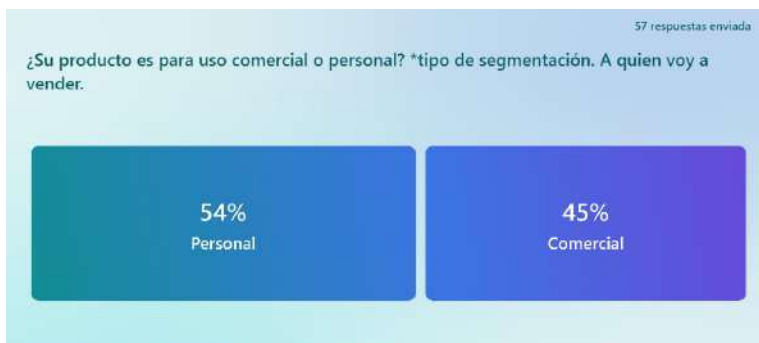 57 respuestas enviada
¿Su producto es para uso comercial o personal? *tipo de segmentación. A quien voy a
vender.
54%
Personal
45%
Comercial